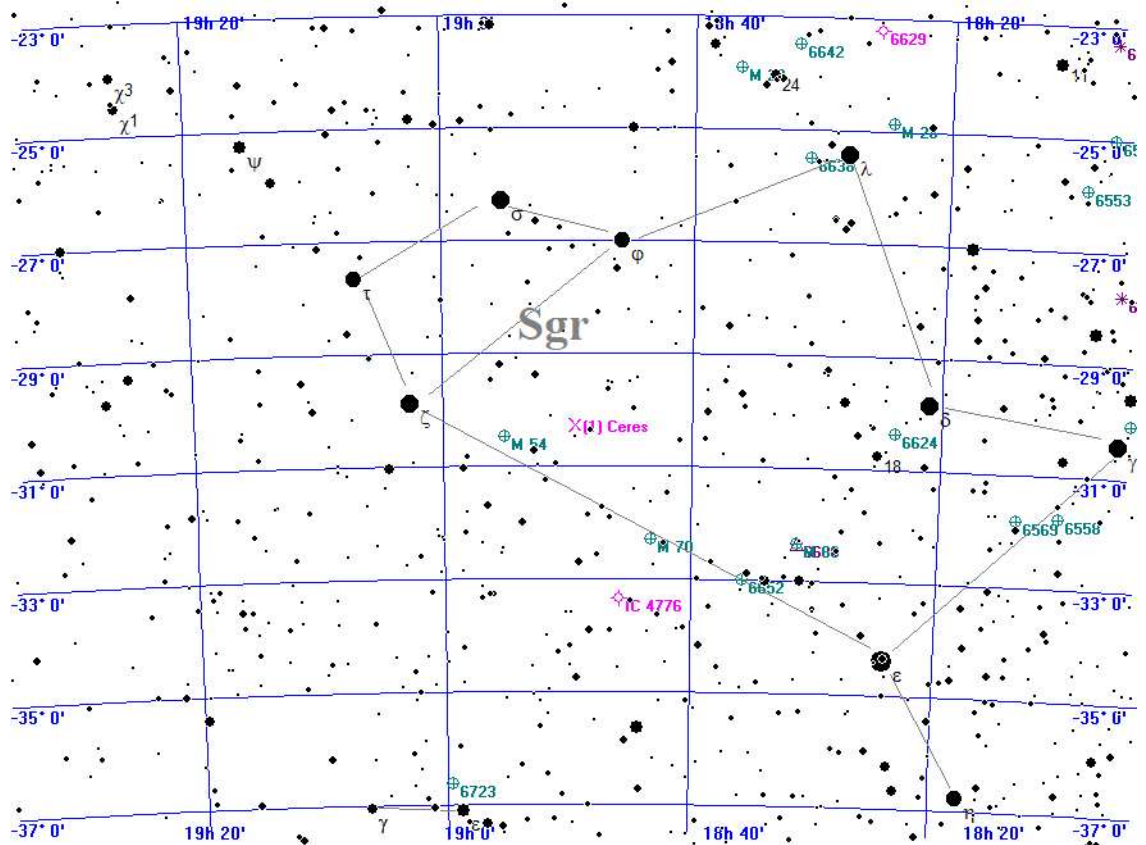 19h 20' 19h 0' 18h 40' 18h 20'
-23° 0' -23° 0'
6642 6629
24 11
χ³
χ¹
M 28
-25° 0' -25° 0'
ψ 6638 λ 6553
σ
φ
-27° 0' -27° 0'
τ
Sgr
-29° 0' -29° 0'
ζ (1) Ceres δ
M 54 6624 γ
18
-31° 0' -31° 0'
6569 6558
M 70
6652
-33° 0' -33° 0'
IC 4776
ε
-35° 0' -35° 0'
6723
γ ε η
-37° 0' -37° 0'
19h 20' 19h 0' 18h 40' 18h 20'